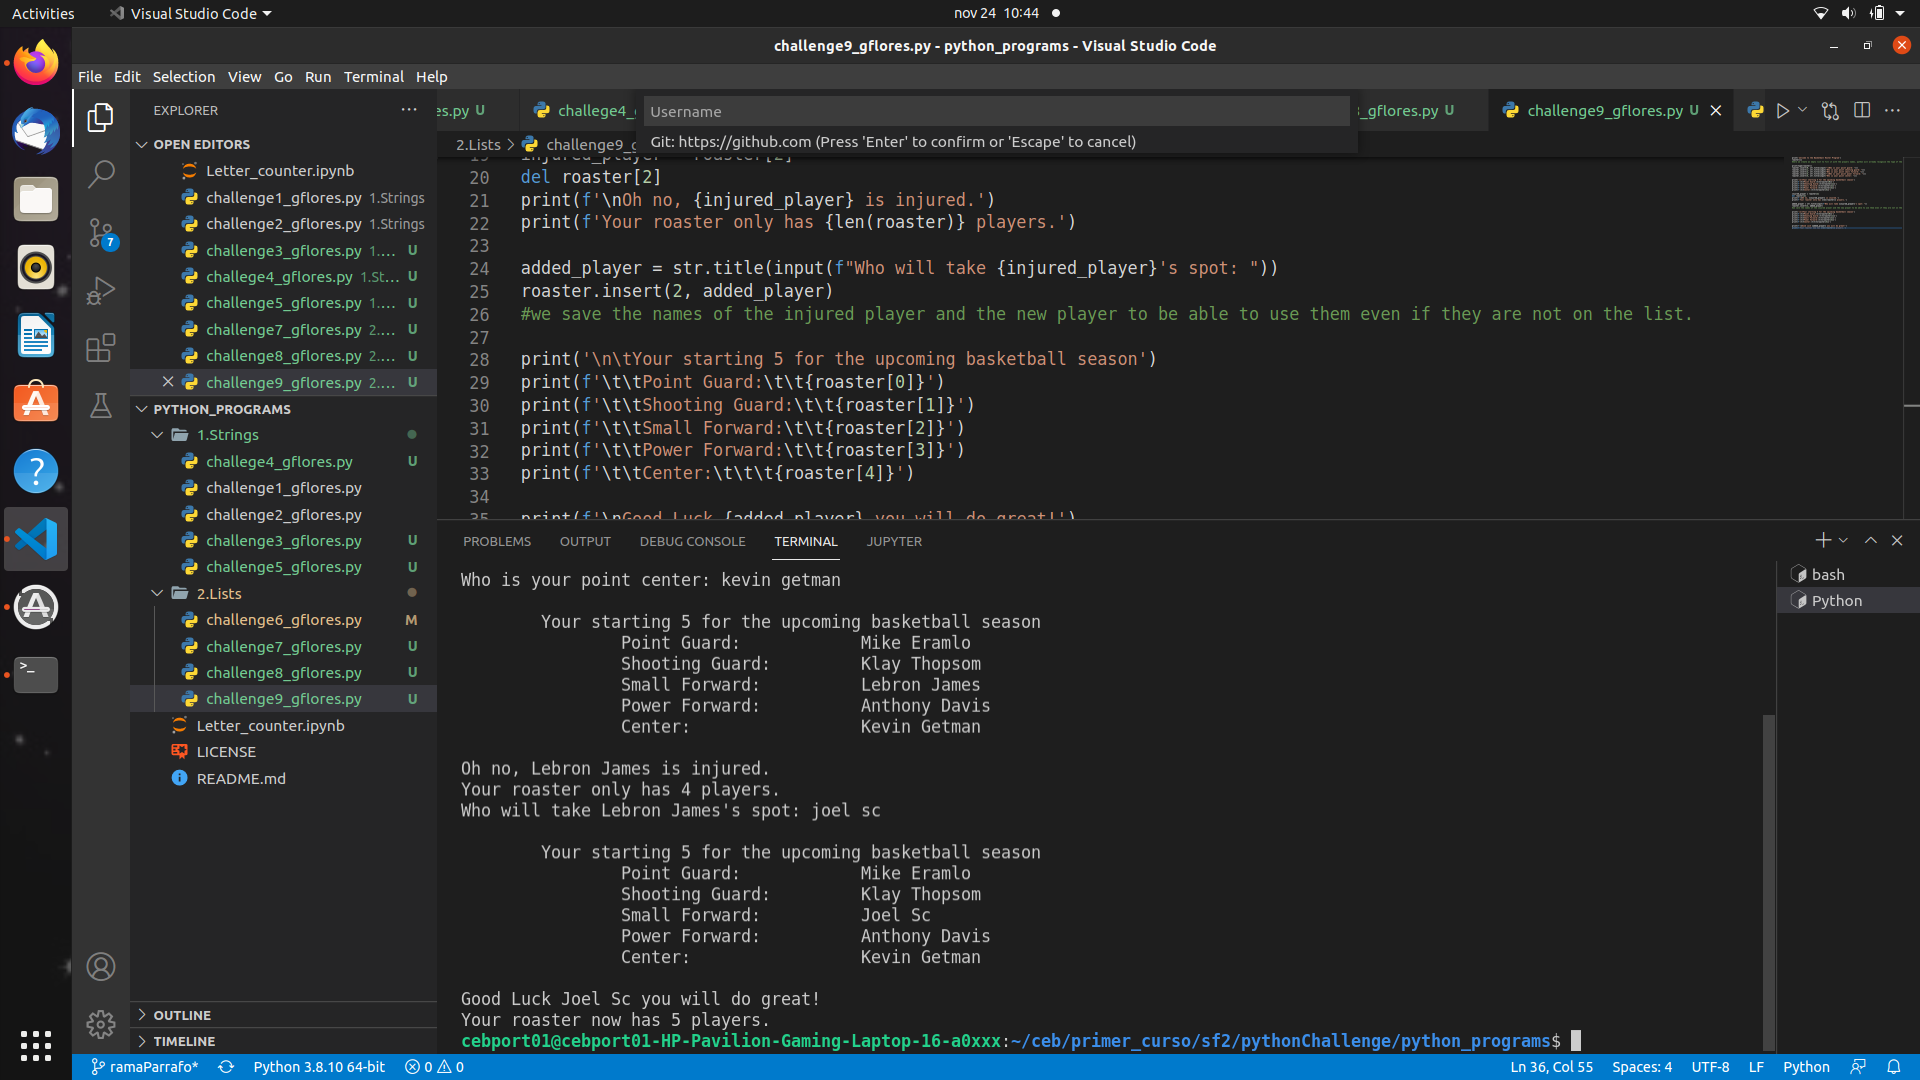 Activities
Visual Studio Code
nov 24 10:44
challenge9_gflores.py - python_programs - Visual Studio Code
File Edit Selection View Go Run Terminal Help
EXPLORER
OPEN EDITORS
Letter_counter.ipynb
challenge1_gflores.py 1.Strings
challenge2_gflores.py 1.Strings
challenge3_gflores.py 1.... U
challege4_gflores.py 1.St... U
challenge5_gflores.py 1.... U
challenge7_gflores.py 2.... U
challenge8_gflores.py 2.... U
challenge9_gflores.py 2.... U
7
PYTHON_PROGRAMS
1.Strings
challege4_gflores.py U
challenge1_gflores.py
challenge2_gflores.py
challenge3_gflores.py U
challenge5_gflores.py U
2.Lists
challenge6_gflores.py M
challenge7_gflores.py U
challenge8_gflores.py U
challenge9_gflores.py U
Letter_counter.ipynb
LICENSE
README.md
OUTLINE
TIMELINE
es.py U
challege4_
_gflores.py U
challenge9_gflores.py U
Username
Git: https://github.com (Press 'Enter' to confirm or 'Escape' to cancel)
2.Lists > challenge9_g
19 injured_player = roaster[2]
20 del roaster[2]
21 print(f'\nOh no, {injured_player} is injured.')
22 print(f'Your roaster only has {len(roaster)} players.')
23
24 added_player = str.title(input(f"Who will take {injured_player}'s spot: "))
25 roaster.insert(2, added_player)
26 #we save the names of the injured player and the new player to be able to use them even if they are not on the list.
27
28 print('\n\tYour starting 5 for the upcoming basketball season')
29 print(f'\t\tPoint Guard:\t\t{roaster[0]}')
30 print(f'\t\tShooting Guard:\t\t{roaster[1]}')
31 print(f'\t\tSmall Forward:\t\t{roaster[2]}')
32 print(f'\t\tPower Forward:\t\t{roaster[3]}')
33 print(f'\t\tCenter:\t\t\t{roaster[4]}')
34
35 print(f'\nGood Luck {added_player} you will do great!')
PROBLEMS OUTPUT DEBUG CONSOLE TERMINAL JUPYTER
bash
Python
Who is your point center: kevin getman
Your starting 5 for the upcoming basketball season
Point Guard: Mike Eramlo
Shooting Guard: Klay Thopsom
Small Forward: Lebron James
Power Forward: Anthony Davis
Center: Kevin Getman
Oh no, Lebron James is injured.
Your roaster only has 4 players.
Who will take Lebron James's spot: joel sc
Your starting 5 for the upcoming basketball season
Point Guard: Mike Eramlo
Shooting Guard: Klay Thopsom
Small Forward: Joel Sc
Power Forward: Anthony Davis
Center: Kevin Getman
Good Luck Joel Sc you will do great!
Your roaster now has 5 players.
cebport01@cebport01-HP-Pavilion-Gaming-Laptop-16-a0xxx:~/ceb/primer_curso/sf2/pythonChallenge/python_programs$
ramaParrafo* Python 3.8.10 64-bit 0 0
Ln 36, Col 55 Spaces: 4 UTF-8 LF Python